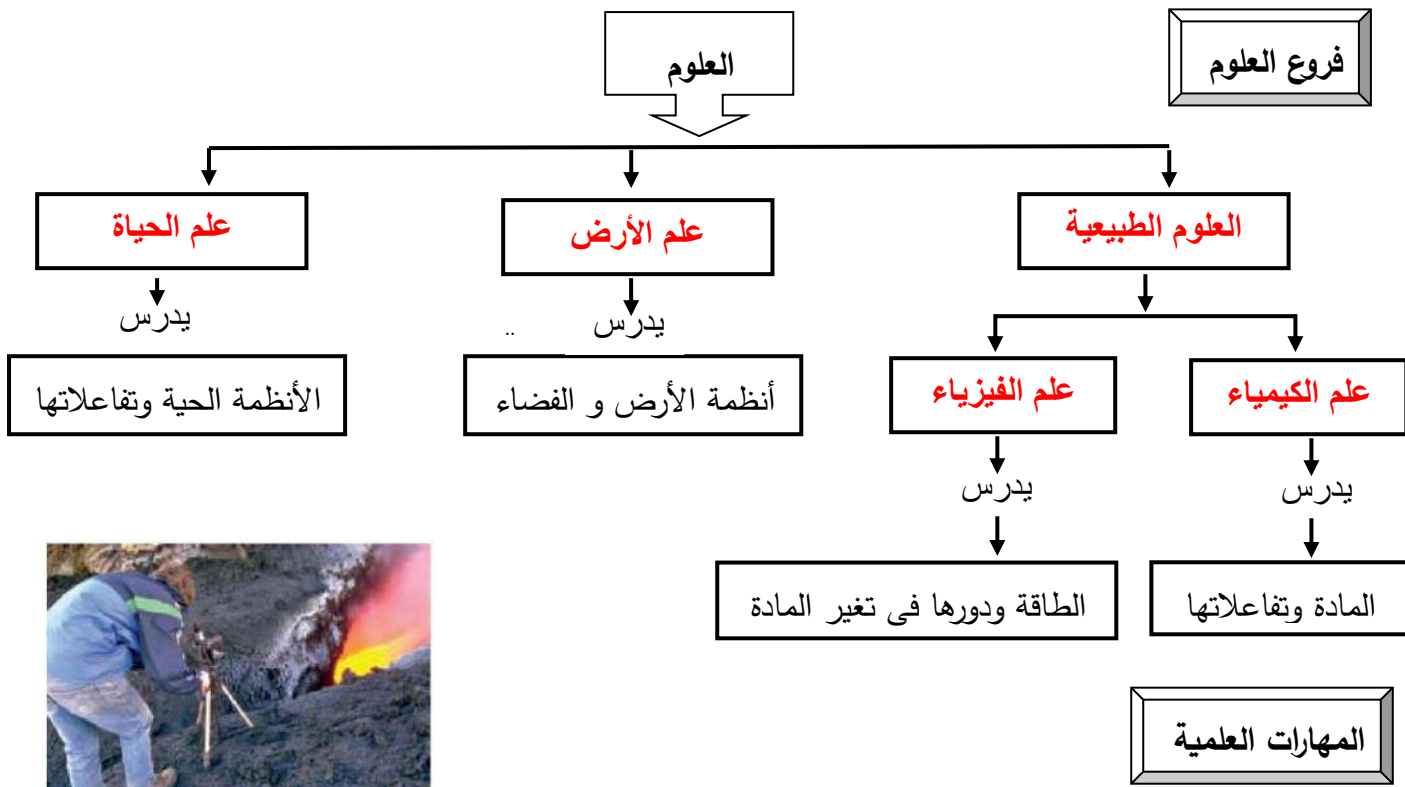 فروع العلوم
العلوم
العلوم الطبيعية
علم الأرض
علم الحياة
يدرس
يدرس
علم الكيمياء
علم الفيزياء
أنظمة الأرض و الفضاء
الأنظمة الحية وتفاعلاتها
يدرس
يدرس
المادة وتفاعلاتها
الطاقة ودورها فى تغير المادة
المهارات العلمية